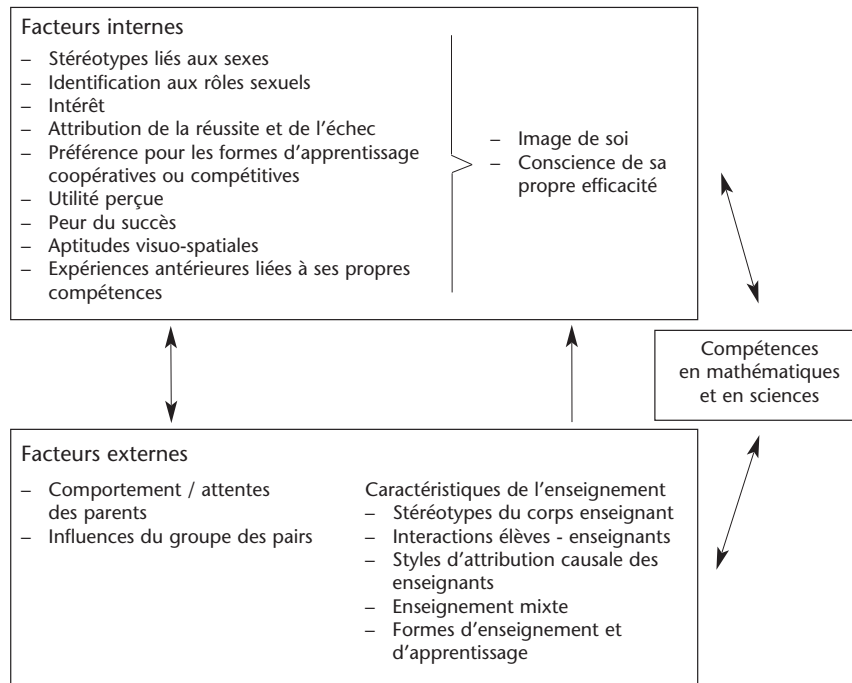 Facteurs internes
– Stéréotypes liés aux sexes
– Identification aux rôles sexuels
– Intérêt
– Attribution de la réussite et de l'échec
– Préférence pour les formes d'apprentissage
coopératives ou compétitives
– Utilité perçue
– Peur du succès
– Aptitudes visuo-spatiales
– Expériences antérieures liées à ses propres
compétences
– Image de soi
– Conscience de sa
propre efficacité
Compétences
en mathématiques
et en sciences
Facteurs externes
– Comportement / attentes
des parents
– Influences du groupe des pairs
Caractéristiques de l'enseignement
– Stéréotypes du corps enseignant
– Interactions élèves - enseignants
– Styles d'attribution causale des
enseignants
– Enseignement mixte
– Formes d'enseignement et
d'apprentissage